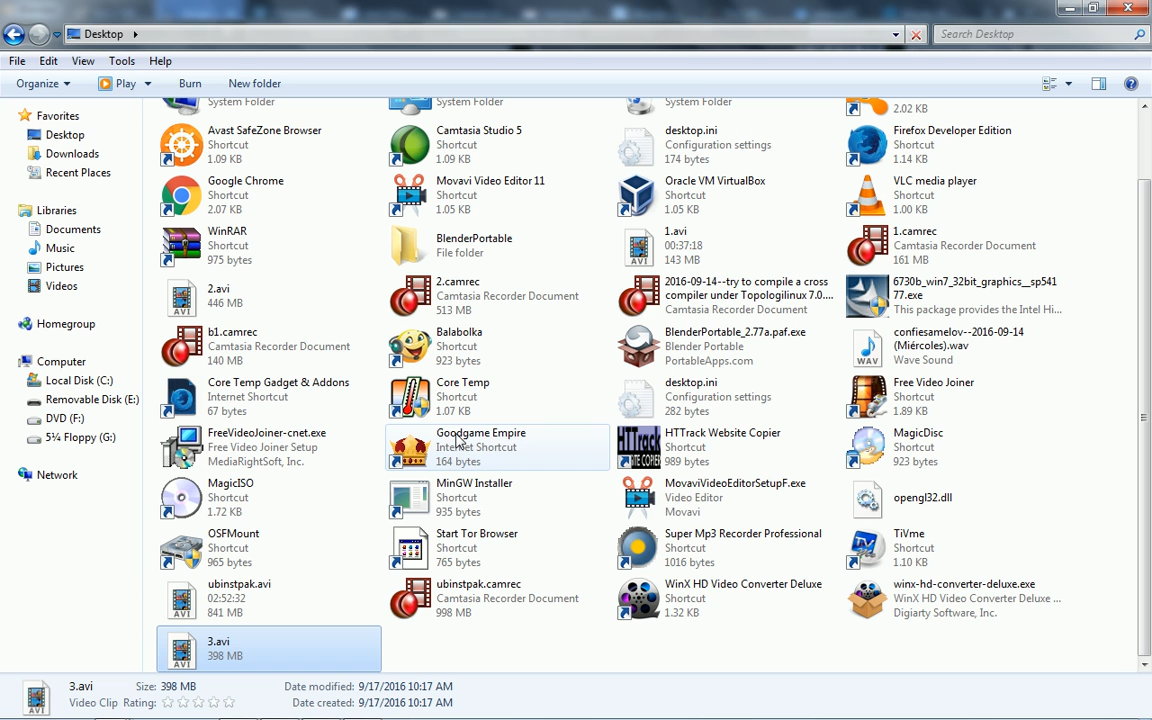 Desktop
Search Desktop
File Edit View Tools Help
Organize Play Burn New folder
Favorites
Desktop
Downloads
Recent Places
Libraries
Documents
Music
Pictures
Videos
Homegroup
Computer
Local Disk (C:)
Removable Disk (E:)
DVD (F:)
5¼ Floppy (G:)
Network
System Folder
System Folder
System Folder
2.02 KB
Avast SafeZone Browser
Shortcut
1.09 KB
Camtasia Studio 5
Shortcut
1.09 KB
desktop.ini
Configuration settings
174 bytes
Firefox Developer Edition
Shortcut
1.14 KB
Google Chrome
Shortcut
2.07 KB
Movavi Video Editor 11
Shortcut
1.05 KB
Oracle VM VirtualBox
Shortcut
1.05 KB
VLC media player
Shortcut
1.00 KB
WinRAR
Shortcut
975 bytes
BlenderPortable
File folder
1.avi
00:37:18
143 MB
1.camrec
Camtasia Recorder Document
161 MB
2.avi
446 MB
2.camrec
Camtasia Recorder Document
513 MB
2016-09-14--try to compile a cross
compiler under Topologilinux 7.0....
Camtasia Recorder Document
6730b_win7_32bit_graphics__sp541
77.exe
This package provides the Intel Hi...
b1.camrec
Camtasia Recorder Document
140 MB
Balabolka
Shortcut
923 bytes
BlenderPortable_2.77a.paf.exe
Blender Portable
PortableApps.com
confiesamelov--2016-09-14
(Miércoles).wav
Wave Sound
Core Temp Gadget & Addons
Internet Shortcut
67 bytes
Core Temp
Shortcut
1.07 KB
desktop.ini
Configuration settings
282 bytes
Free Video Joiner
Shortcut
1.89 KB
FreeVideoJoiner-cnet.exe
Free Video Joiner Setup
MediaRightSoft, Inc.
Goodgame Empire
Internet Shortcut
164 bytes
HTTrack Website Copier
Shortcut
989 bytes
MagicDisc
Shortcut
923 bytes
MagicISO
Shortcut
1.72 KB
MinGW Installer
Shortcut
935 bytes
MovaviVideoEditorSetupF.exe
Video Editor
Movavi
opengl32.dll
OSFMount
Shortcut
965 bytes
Start Tor Browser
Shortcut
765 bytes
Super Mp3 Recorder Professional
Shortcut
1016 bytes
TiVme
Shortcut
1.10 KB
ubinstpak.avi
02:52:32
841 MB
ubinstpak.camrec
Camtasia Recorder Document
998 MB
WinX HD Video Converter Deluxe
Shortcut
1.32 KB
winx-hd-converter-deluxe.exe
WinX HD Video Converter Deluxe ...
Digiarty Software, Inc.
3.avi
398 MB
3.avi Size: 398 MB Date modified: 9/17/2016 10:17 AM
Video Clip Rating: Date created: 9/17/2016 10:17 AM